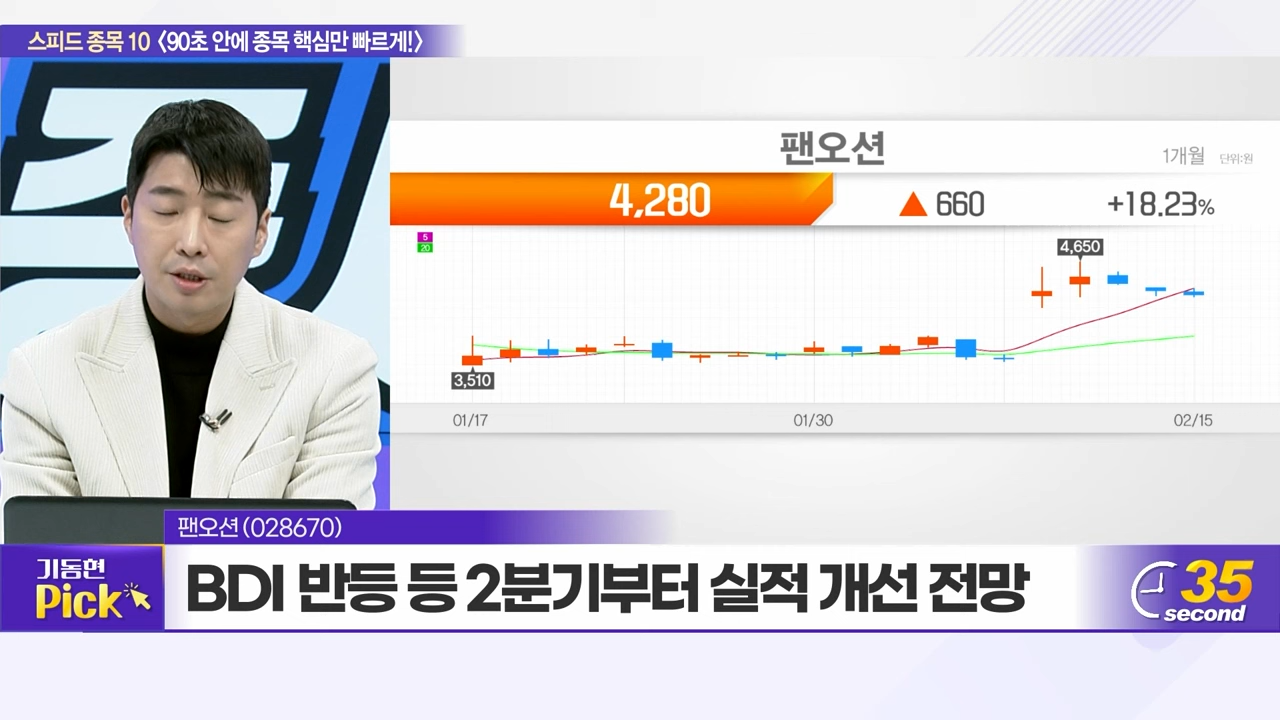 스피드 종목 10 <90초 안에 종목 핵심만 빠르게!>
팬오션
1개월 단위:원
4,280 ▲ 660 +18.23%
5
20
4,650
3,510
01/17 01/30 02/15
팬오션(028670)
기동현
Pick
BDI 반등 등 2분기부터 실적 개선 전망
35
second